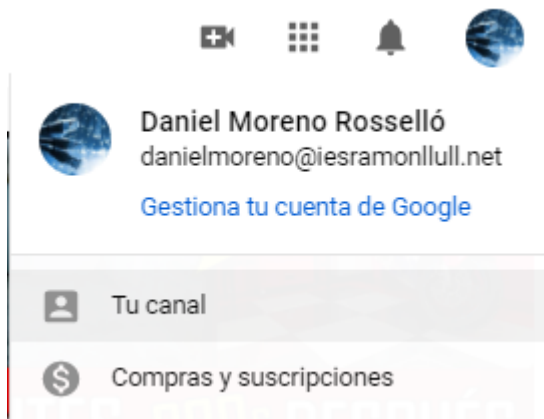 Daniel Moreno Rosselló
danielmoreno@iesramonllull.net
Gestiona tu cuenta de Google
Tu canal
Compras y suscripciones